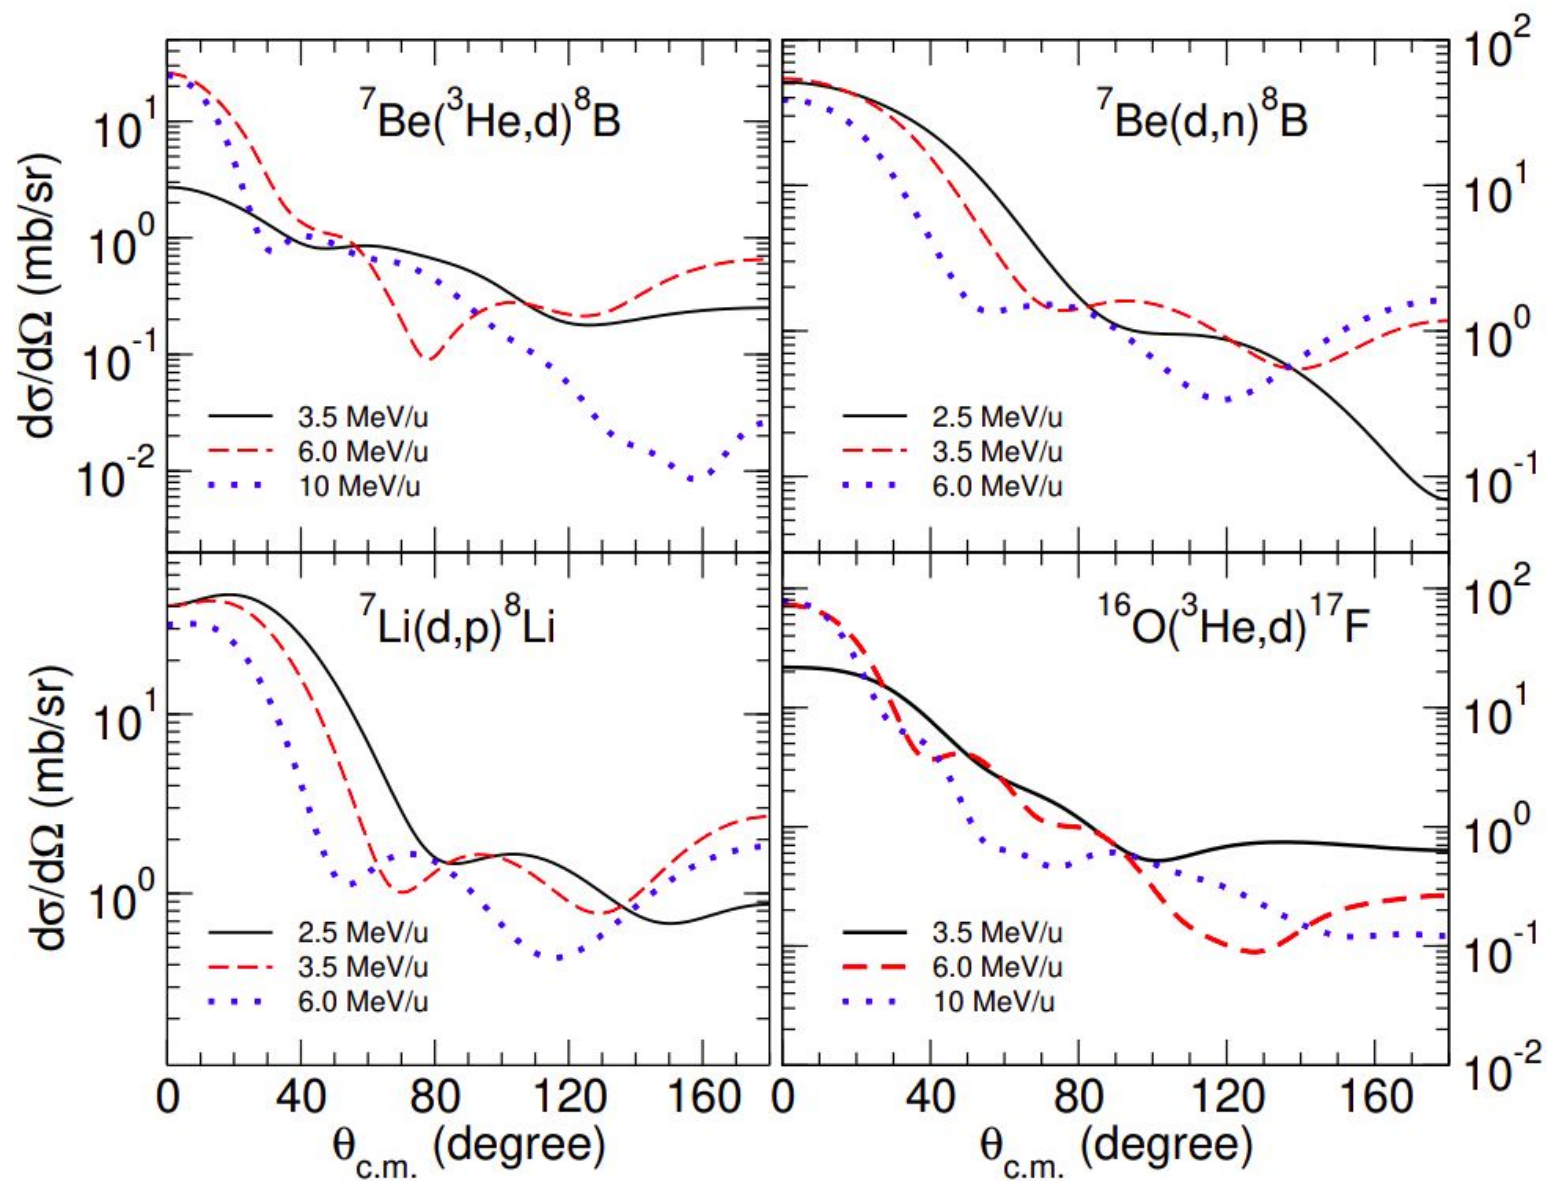 ⁷Be(³He,d)⁸B
dσ/dΩ (mb/sr)
10¹
10⁰
10⁻¹
10⁻²
3.5 MeV/u
6.0 MeV/u
10 MeV/u
⁷Be(d,n)⁸B
10²
10¹
10⁰
10⁻¹
2.5 MeV/u
3.5 MeV/u
6.0 MeV/u
⁷Li(d,p)⁸Li
dσ/dΩ (mb/sr)
10¹
10⁰
2.5 MeV/u
3.5 MeV/u
6.0 MeV/u
0 40 80 120 160
θc.m. (degree)
¹⁶O(³He,d)¹⁷F
10²
10¹
10⁰
10⁻¹
10⁻²
3.5 MeV/u
6.0 MeV/u
10 MeV/u
0 40 80 120 160
θc.m. (degree)